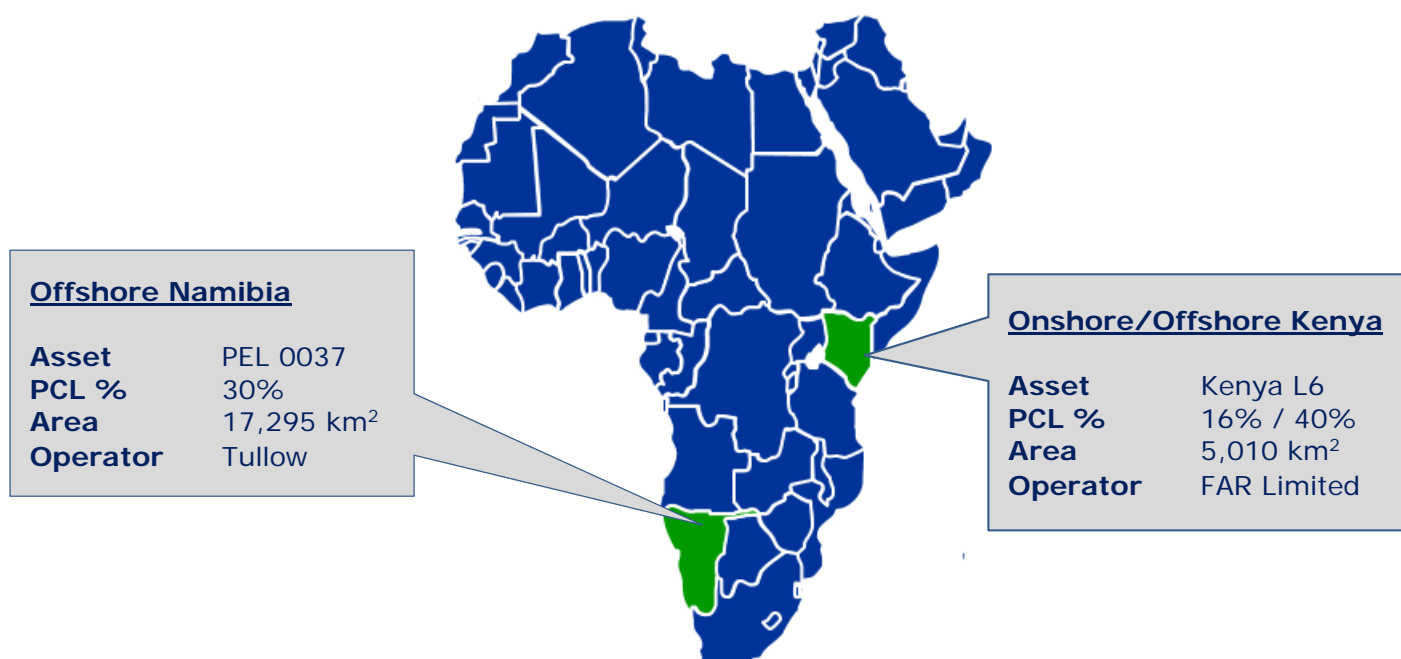 Offshore Namibia
Asset PEL 0037
PCL % 30%
Area 17,295 km²
Operator Tullow
Onshore/Offshore Kenya
Asset Kenya L6
PCL % 16% / 40%
Area 5,010 km²
Operator FAR Limited